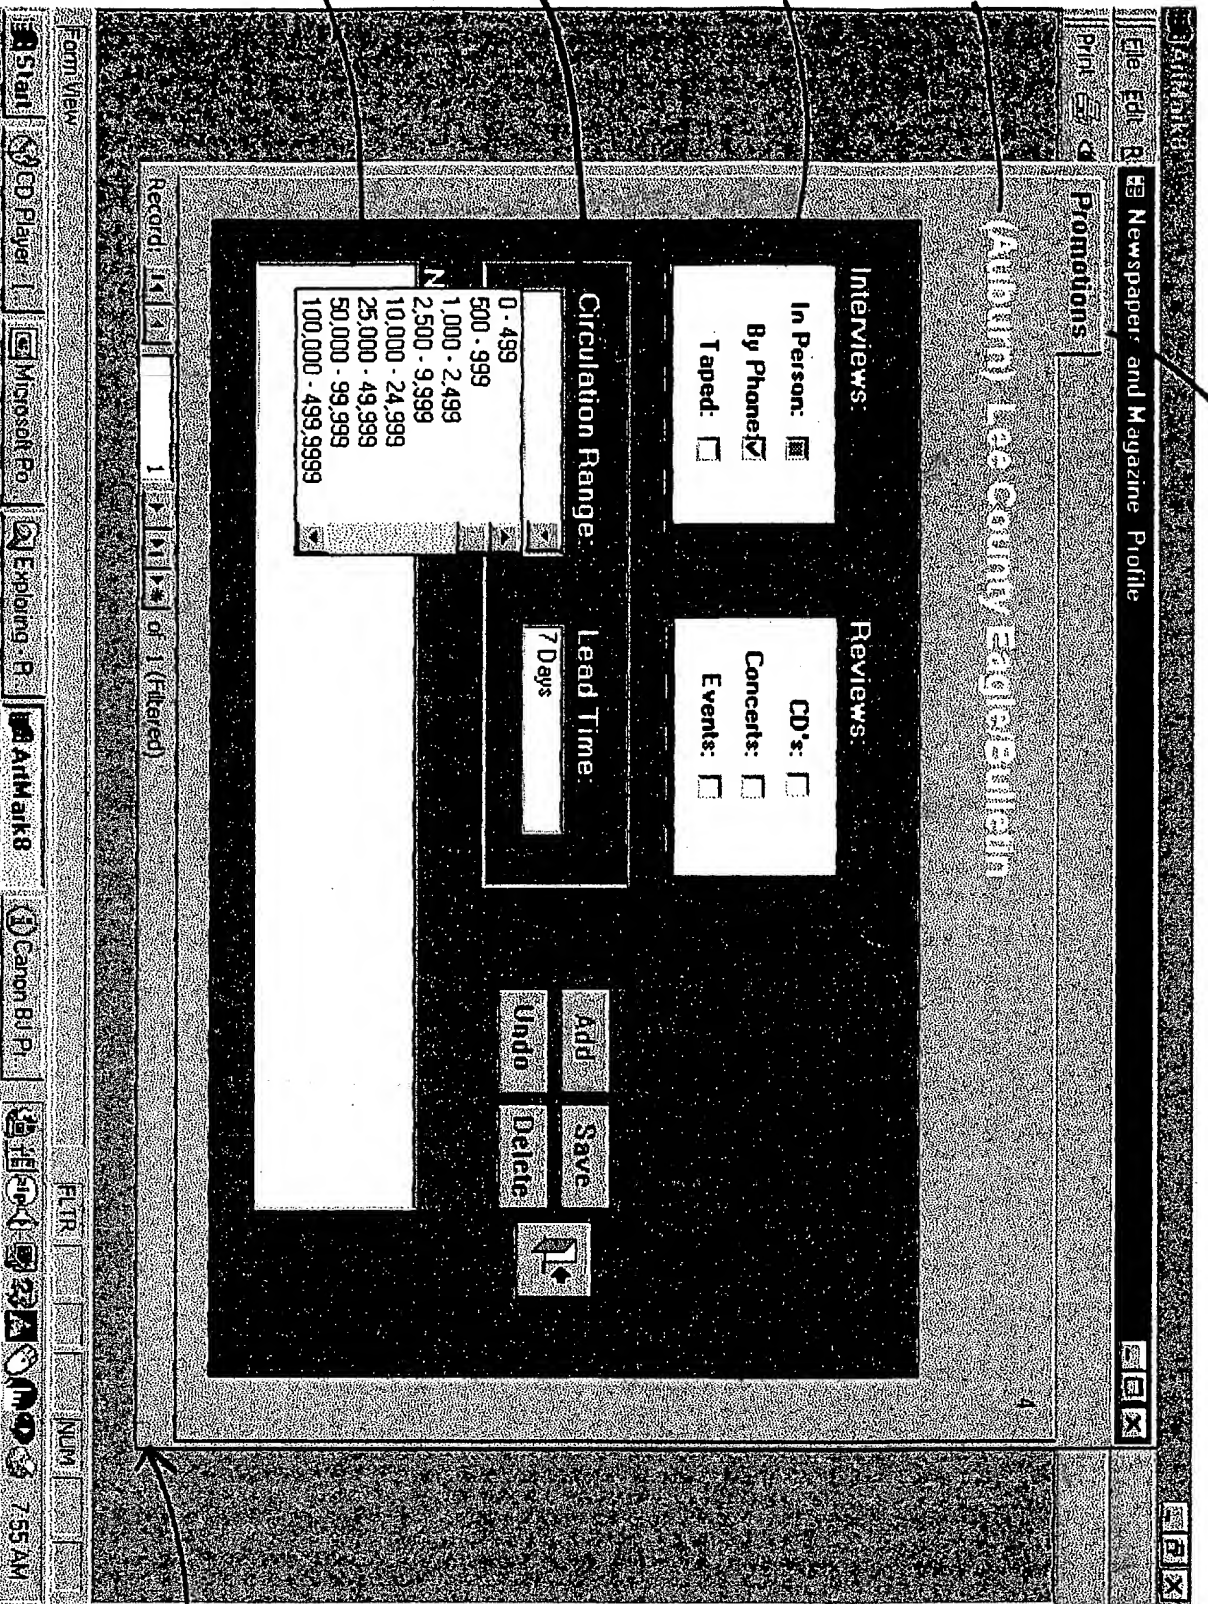 File Edit R
Print
Newspapers and Magazine Profile
Promotions
(Auburn) Lee County Eagle/Bulletin
4
Interviews:
In Person:
By Phone:
Taped:
Reviews:
CD's:
Concerts:
Events:
Circulation Range:
Lead Time:
7 Days
0 - 499
500 - 999
1,000 - 2,499
2,500 - 9,999
10,000 - 24,999
25,000 - 49,999
50,000 - 99,999
100,000 - 499,9999
N
Add
Save
Undo
Delete
Record:
1
of 1 (Filtered)
Form View
FLTR
NUM
Start
CD Player - [.
Microsoft Po..
Exploring - R..
ArtMark8
Canon BJ Pr..
7:55 AM